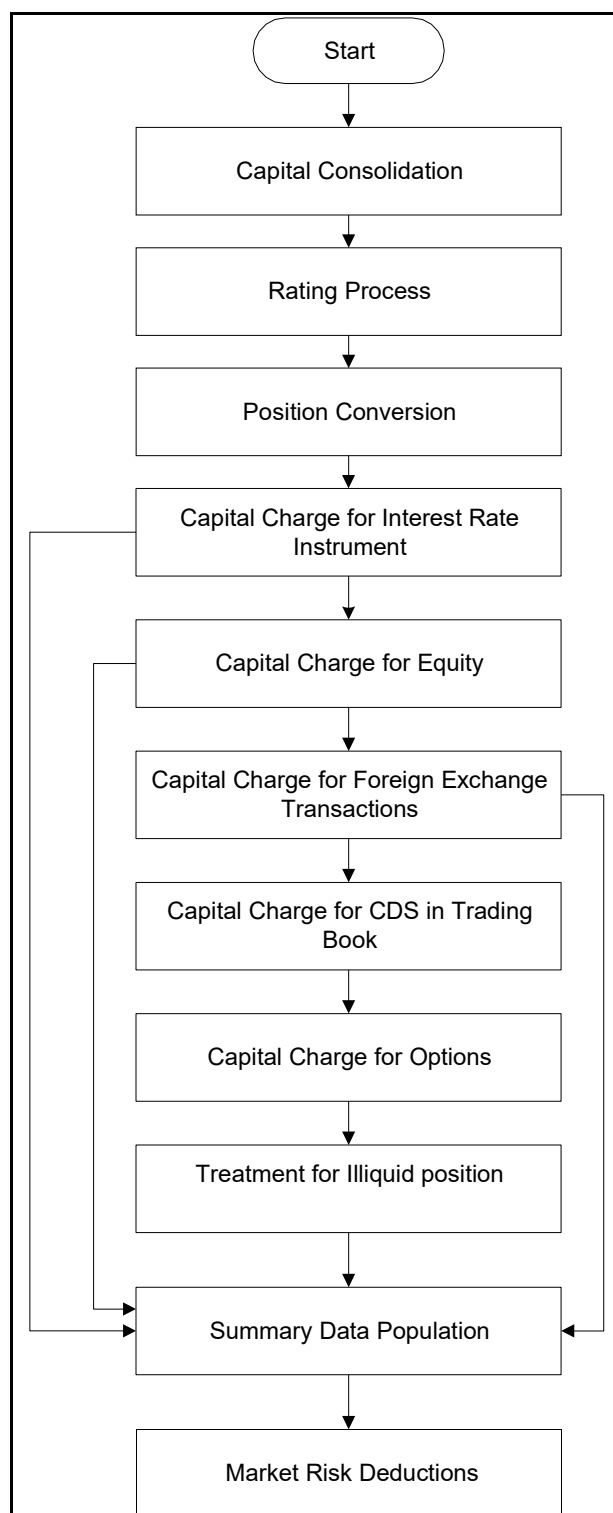 Start
Capital Consolidation
Rating Process
Position Conversion
Capital Charge for Interest Rate
Instrument
Capital Charge for Equity
Capital Charge for Foreign Exchange
Transactions
Capital Charge for CDS in Trading
Book
Capital Charge for Options
Treatment for Illiquid position
Summary Data Population
Market Risk Deductions